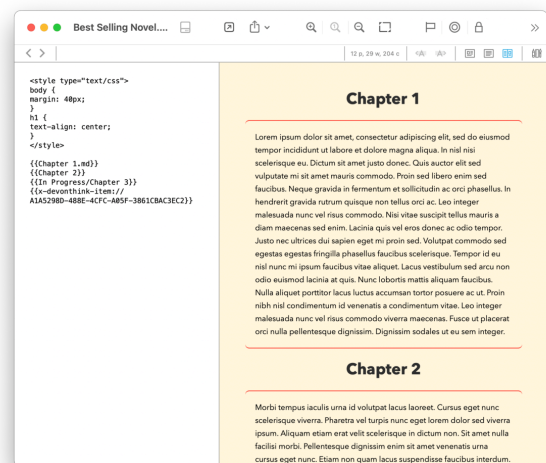 Best Selling Novel....
12 p, 29 w, 204 c
<style type="text/css">
body {
margin: 40px;
}
h1 {
text-align: center;
}
</style>
{{Chapter 1.md}}
{{Chapter 2}}
{{In Progress/Chapter 3}}
{{x-devonthink-item://
A1A5298D-488E-4CFC-A05F-3861CBAC3EC2}}
Chapter 1
Lorem ipsum dolor sit amet, consectetur adipiscing elit, sed do eiusmod
tempor incididunt ut labore et dolore magna aliqua. In nisl nisi
scelerisque eu. Dictum sit amet justo donec. Quis auctor elit sed
vulputate mi sit amet mauris commodo. Proin sed libero enim sed
faucibus. Neque gravida in fermentum et sollicitudin ac orci phasellus. In
hendrerit gravida rutrum quisque non tellus orci ac. Leo integer
malesuada nunc vel risus commodo. Nisi vitae suscipit tellus mauris a
diam maecenas sed enim. Lacinia quis vel eros donec ac odio tempor.
Justo nec ultrices dui sapien eget mi proin sed. Volutpat commodo sed
egestas egestas fringilla phasellus faucibus scelerisque. Tempor id eu
nisl nunc mi ipsum faucibus vitae aliquet. Lacus vestibulum sed arcu non
odio euismod lacinia at quis. Nunc lobortis mattis aliquam faucibus.
Nulla aliquet porttitor lacus luctus accumsan tortor posuere ac ut. Proin
nibh nisl condimentum id venenatis a condimentum vitae. Leo integer
malesuada nunc vel risus commodo viverra maecenas. Fusce ut placerat
orci nulla pellentesque dignissim. Dignissim sodales ut eu sem integer.
Chapter 2
Morbi tempus iaculis urna id volutpat lacus laoreet. Cursus eget nunc
scelerisque viverra. Pharetra vel turpis nunc eget lorem dolor sed viverra
ipsum. Aliquam etiam erat velit scelerisque in dictum non. Sit amet nulla
facilisi morbi. Pellentesque dignissim enim sit amet venenatis urna
cursus eget nunc. Etiam non quam lacus suspendisse faucibus interdum.